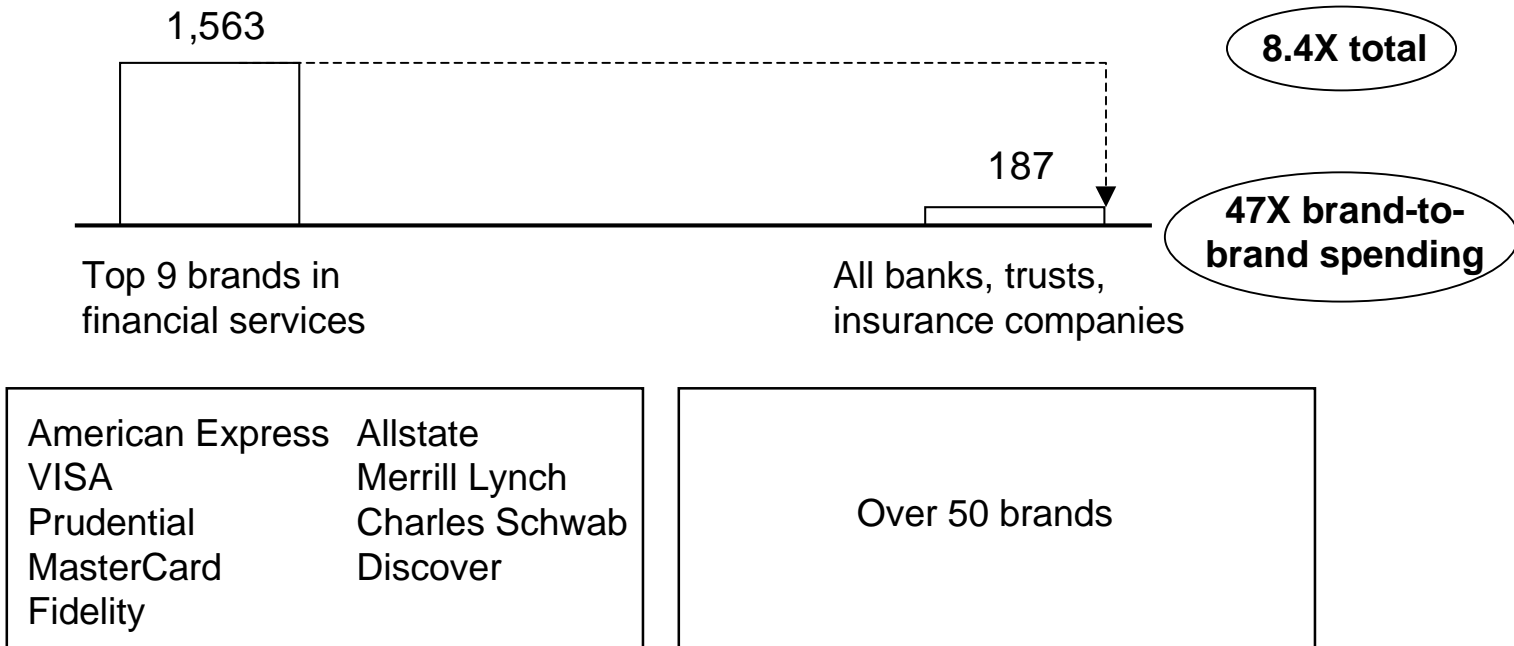 1,563
8.4X total
187
47X brand-to-
brand spending
Top 9 brands in
financial services
All banks, trusts,
insurance companies
American Express
VISA
Prudential
MasterCard
Fidelity
Allstate
Merrill Lynch
Charles Schwab
Discover
Over 50 brands